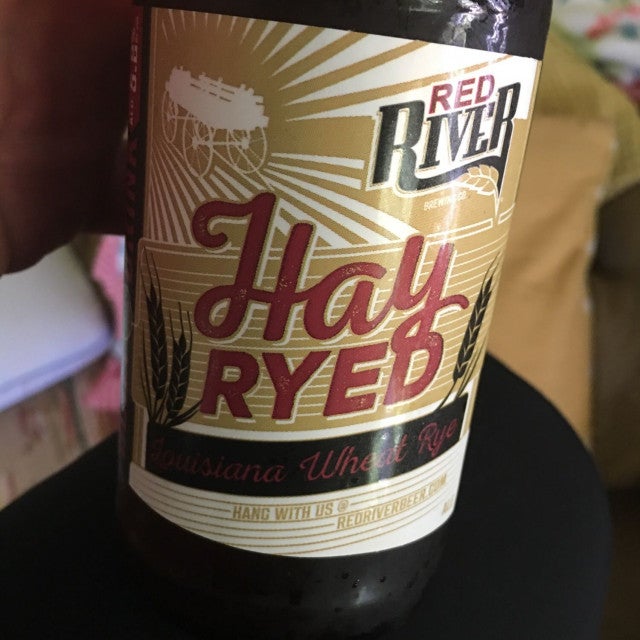 RED
RIVER
BREWING CO.
Hay
RYED
Louisiana Wheat Rye
HANG WITH US @
REDRIVERBEER.COM